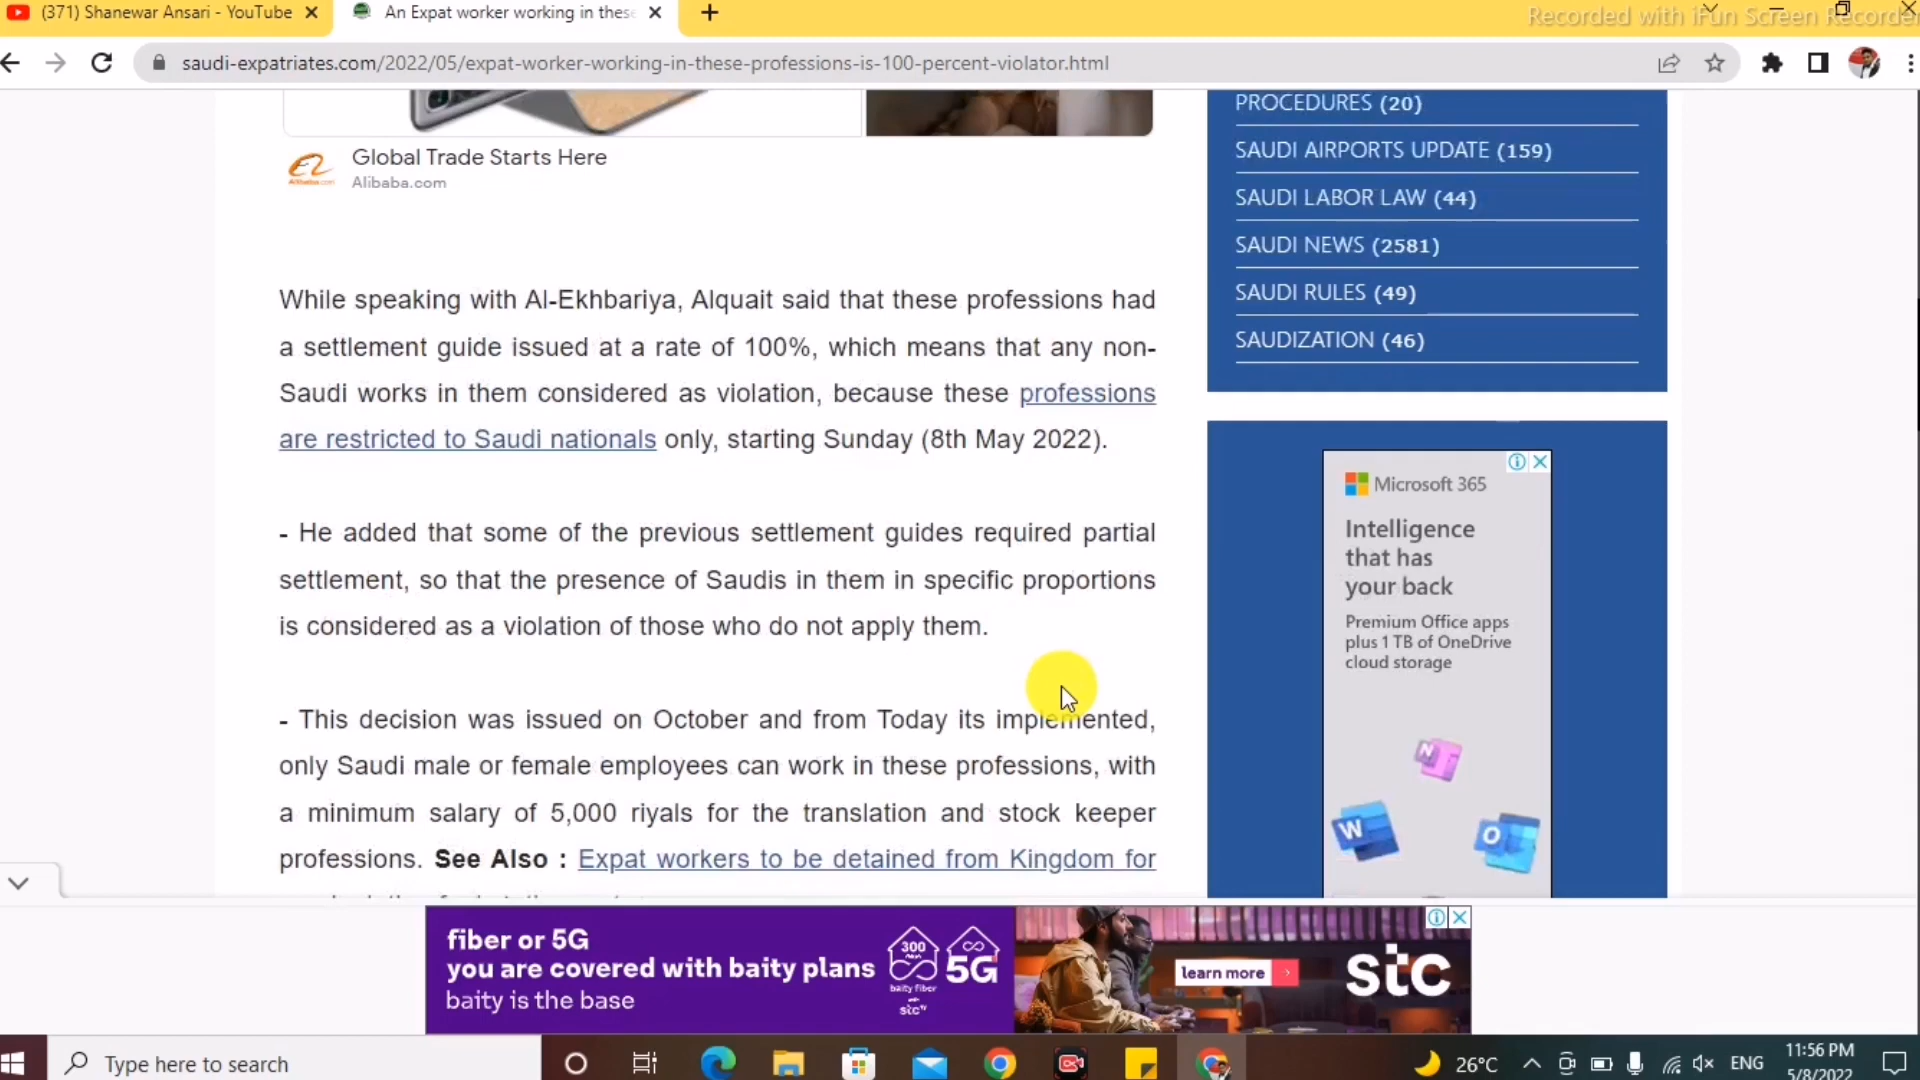 (371) Shanewar Ansari - YouTube
An Expat worker working in these
Recorded with iFun Screen Recorder
saudi-expatriates.com/2022/05/expat-worker-working-in-these-professions-is-100-percent-violator.html
Global Trade Starts Here
Alibaba.com
While speaking with Al-Ekhbariya, Alquait said that these professions had
a settlement guide issued at a rate of 100%, which means that any non-
Saudi works in them considered as violation, because these professions
are restricted to Saudi nationals only, starting Sunday (8th May 2022).
- He added that some of the previous settlement guides required partial
settlement, so that the presence of Saudis in them in specific proportions
is considered as a violation of those who do not apply them.
- This decision was issued on October and from Today its implemented,
only Saudi male or female employees can work in these professions, with
a minimum salary of 5,000 riyals for the translation and stock keeper
professions. See Also : Expat workers to be detained from Kingdom for
PROCEDURES (20)
SAUDI AIRPORTS UPDATE (159)
SAUDI LABOR LAW (44)
SAUDI NEWS (2581)
SAUDI RULES (49)
SAUDIZATION (46)
Microsoft 365
Intelligence
that has
your back
Premium Office apps
plus 1 TB of OneDrive
cloud storage
N
W
O
fiber or 5G
you are covered with baity plans
baity is the base
300
baity fiber
stc tv
5G
learn more
stc
Type here to search
26°C
ENG
11:56 PM
5/8/2022